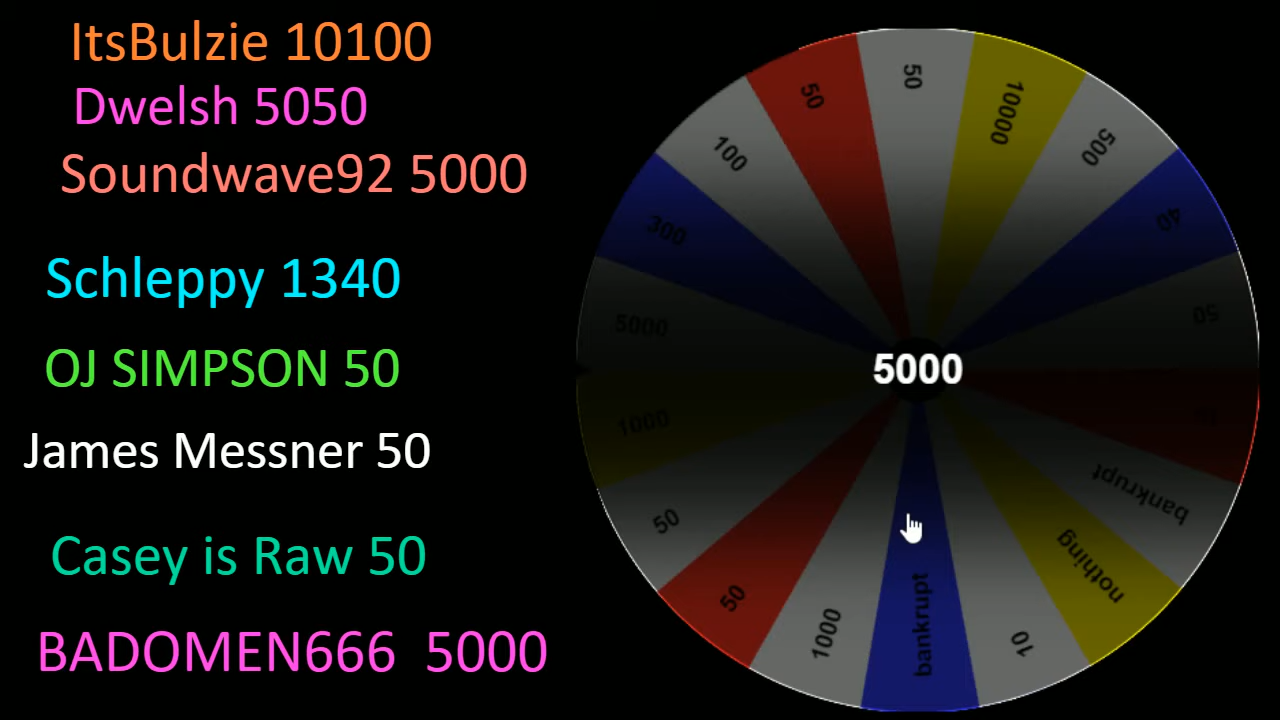 ItsBulzie 10100
Dwelsh 5050
Soundwave92 5000
Schleppy 1340
OJ SIMPSON 50
James Messner 50
Casey is Raw 50
BADOMEN666 5000
50
10000
500
40
50
bankrupt
nothing
10
bankrupt
1000
50
50
1000
5000
300
100
50
5000